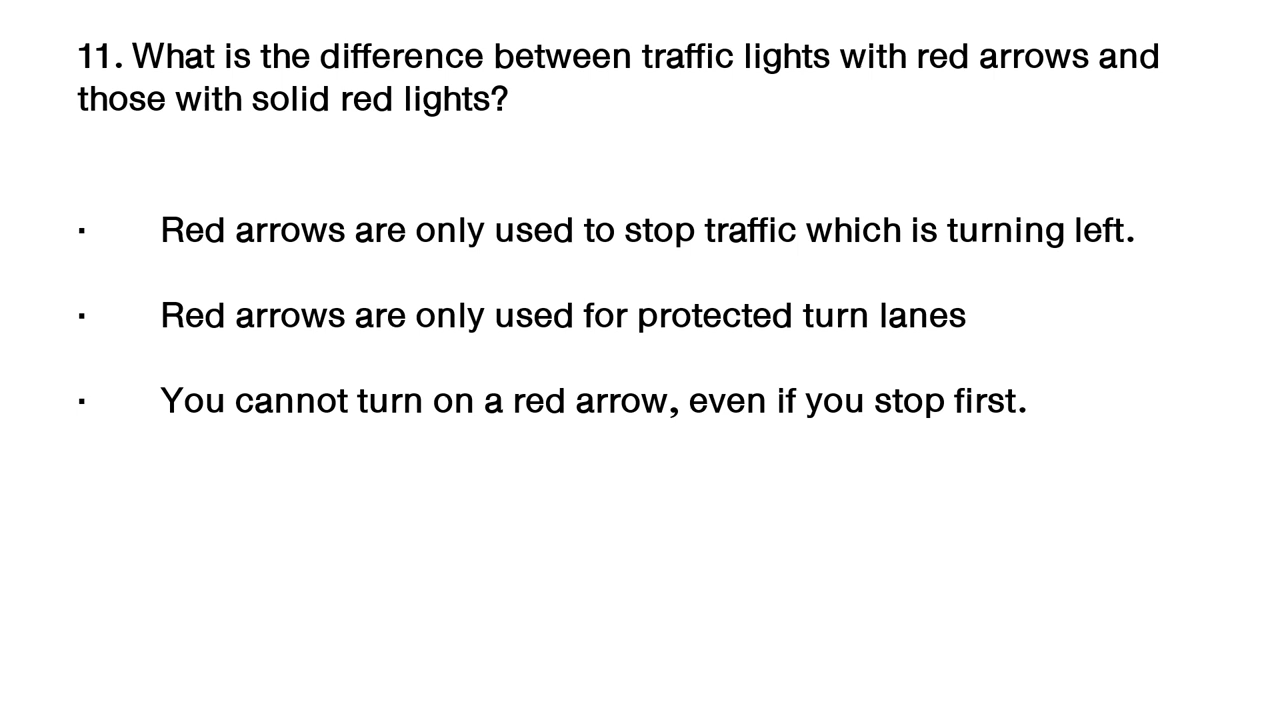 11. What is the difference between traffic lights with red arrows and
those with solid red lights?
· Red arrows are only used to stop traffic which is turning left.
· Red arrows are only used for protected turn lanes
· You cannot turn on a red arrow, even if you stop first.